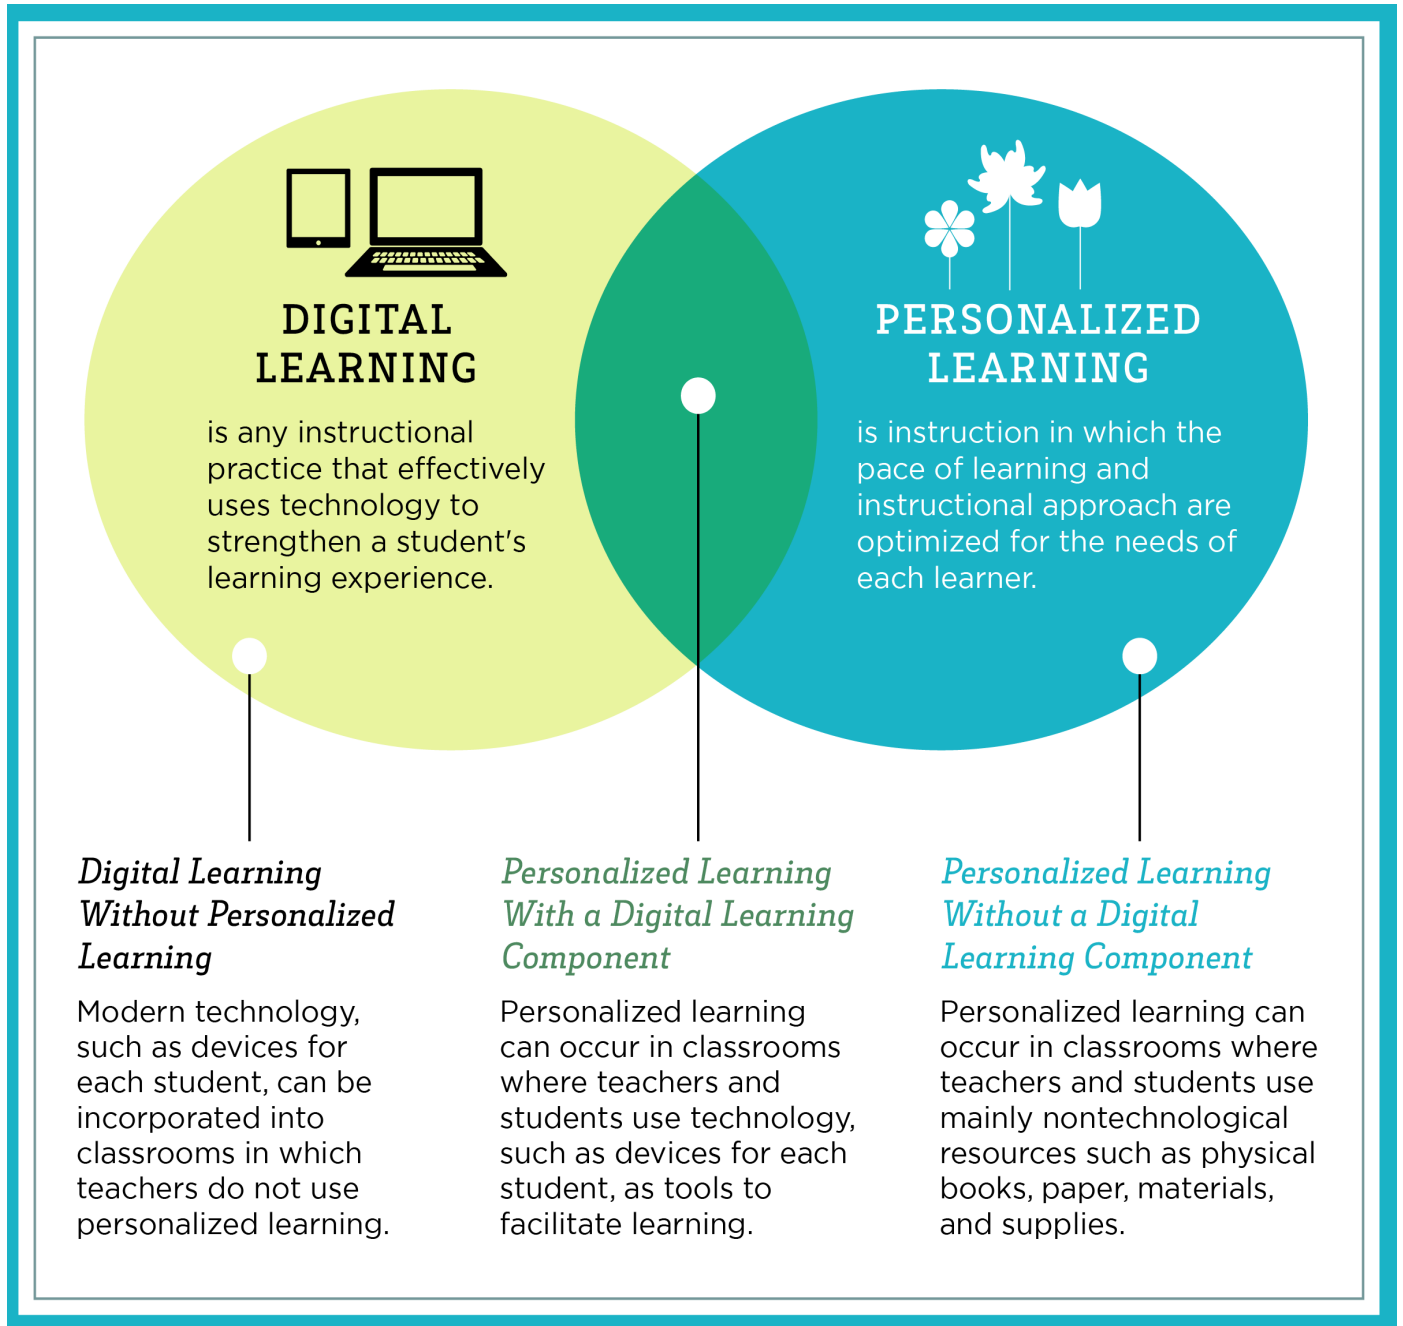 DIGITAL
LEARNING
is any instructional
practice that effectively
uses technology to
strengthen a student's
learning experience.
PERSONALIZED
LEARNING
is instruction in which the
pace of learning and
instructional approach are
optimized for the needs of
each learner.
Digital Learning
Without Personalized
Learning
Modern technology,
such as devices for
each student, can be
incorporated into
classrooms in which
teachers do not use
personalized learning.
Personalized Learning
With a Digital Learning
Component
Personalized learning
can occur in classrooms
where teachers and
students use technology,
such as devices for each
student, as tools to
facilitate learning.
Personalized Learning
Without a Digital
Learning Component
Personalized learning can
occur in classrooms where
teachers and students use
mainly nontechnological
resources such as physical
books, paper, materials,
and supplies.